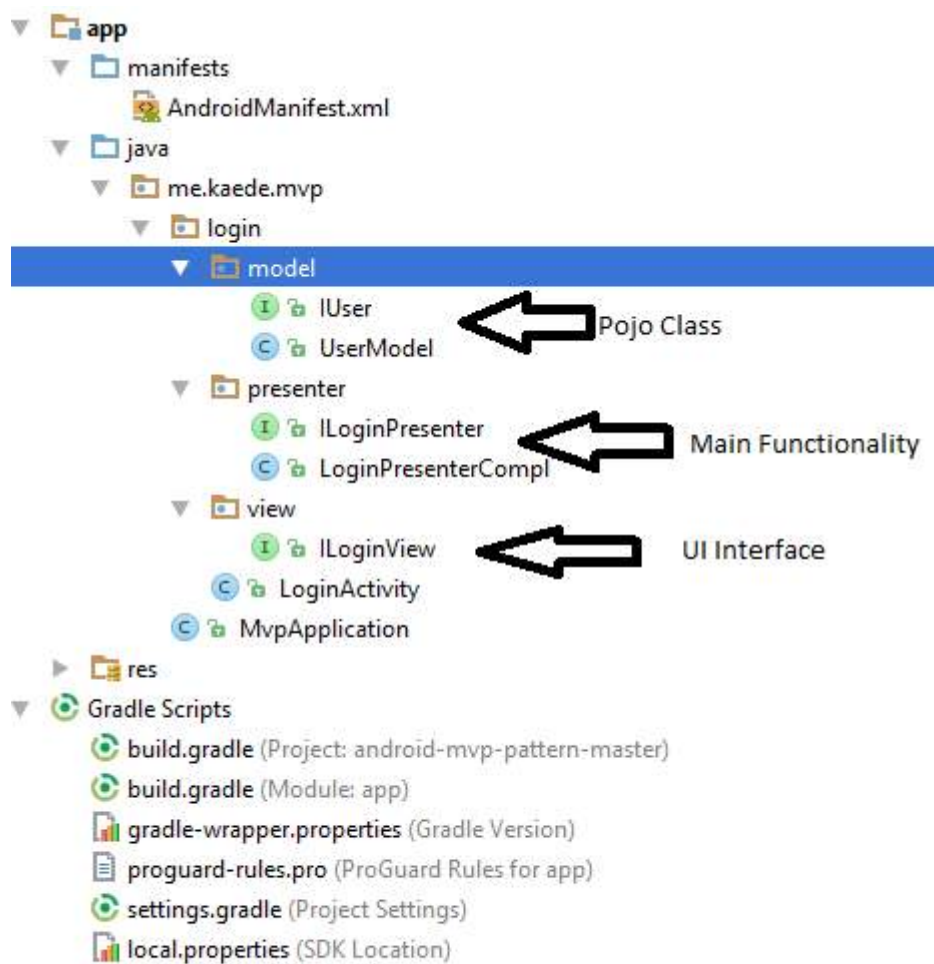 app
manifests
AndroidManifest.xml
java
me.kaede.mvp
login
model
IUser
Pojo Class
UserModel
presenter
ILoginPresenter
Main Functionality
LoginPresenterCompl
view
ILoginView
UI Interface
LoginActivity
MvpApplication
res
Gradle Scripts
build.gradle (Project: android-mvp-pattern-master)
build.gradle (Module: app)
gradle-wrapper.properties (Gradle Version)
proguard-rules.pro (ProGuard Rules for app)
settings.gradle (Project Settings)
local.properties (SDK Location)